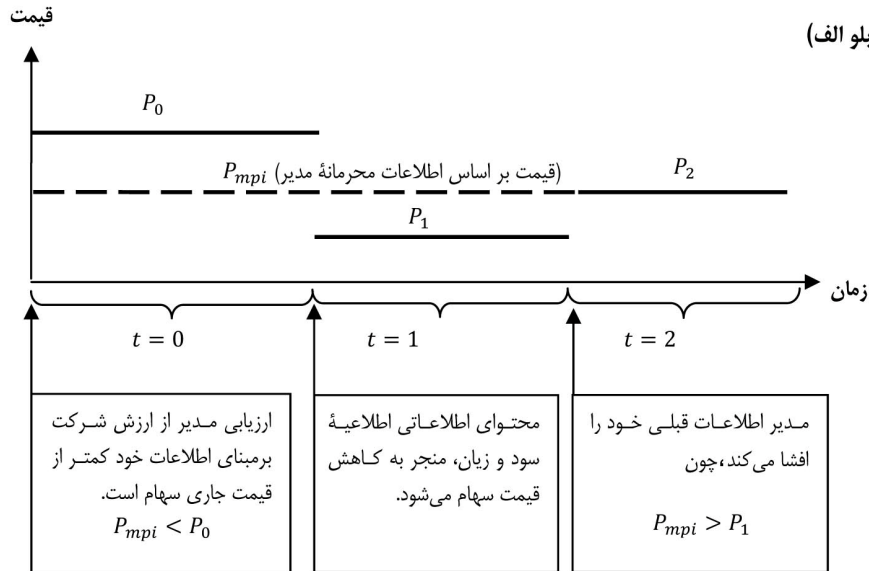 قیمت
بلو الف)
P_0
P_mpi (قیمت بر اساس اطلاعات محرمانهٔ مدیر)
P_2
P_1
زمان
t = 0
t = 1
t = 2
ارزیابی مدیر از ارزش شرکت
برمبنای اطلاعات خود کمتر از
قیمت جاری سهام است.
P_mpi < P_0
محتوای اطلاعاتی اطلاعیهٔ
سود و زیان، منجر به کاهش
قیمت سهام می‌شود.
مدیر اطلاعات قبلی خود را
افشا می‌کند،چون
P_mpi > P_1